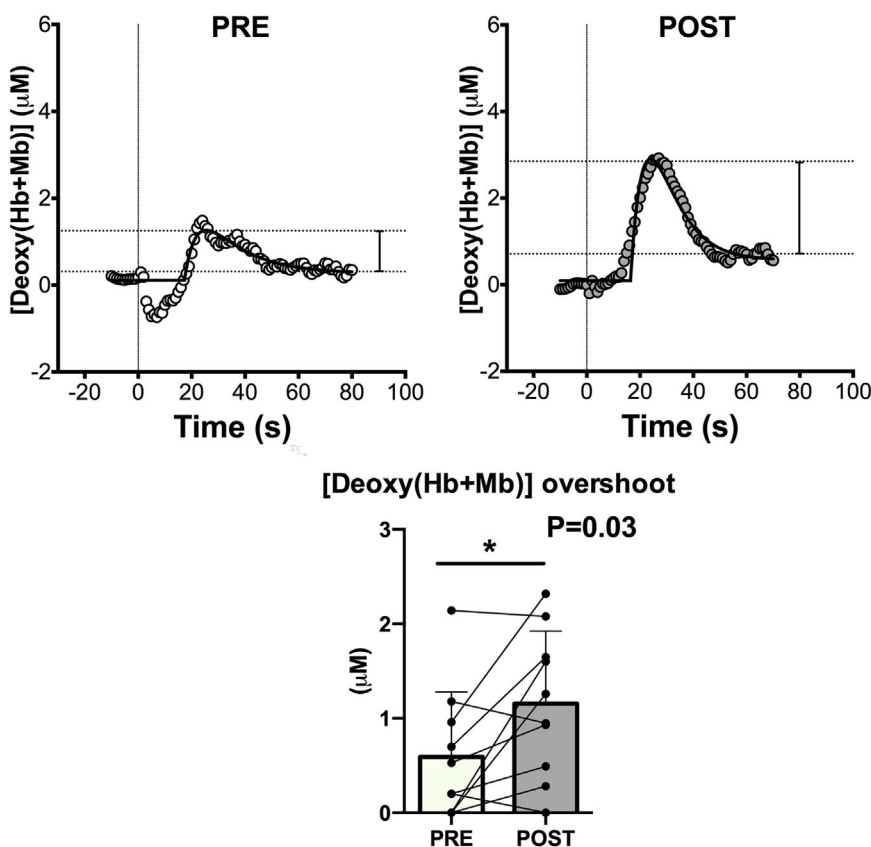 PRE
6
4
2
0
-2
[Deoxy(Hb+Mb)] (μM)
-20 0 20 40 60 80 100
Time (s)
POST
6
4
2
0
-2
[Deoxy(Hb+Mb)] (μM)
-20 0 20 40 60 80 100
Time (s)
[Deoxy(Hb+Mb)] overshoot
P=0.03
*
3
2
1
0
(μM)
PRE POST